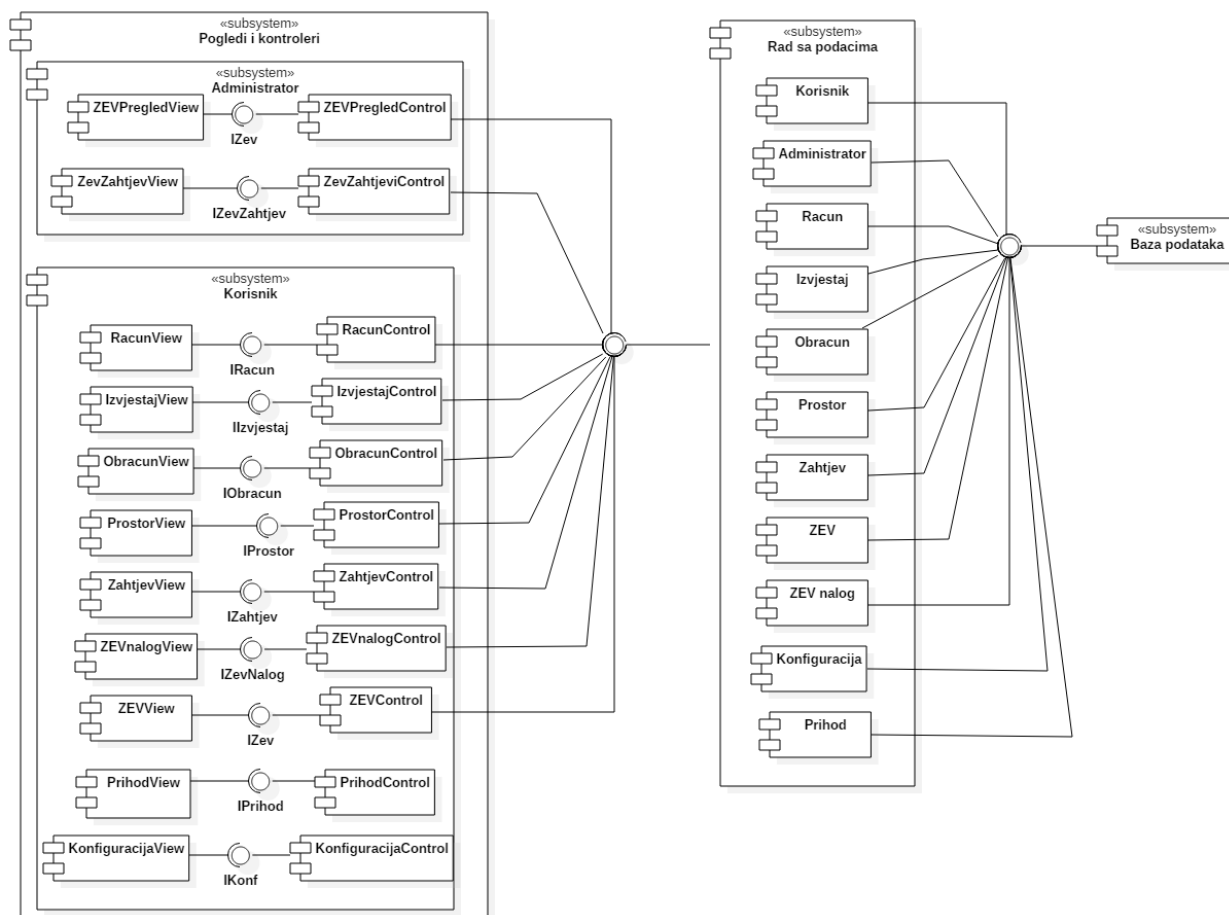 «subsystem»
Pogledi i kontroleri
«subsystem»
Administrator
ZEVPregledView
IZev
ZEVPregledControl
ZevZahtjevView
IZevZahtjev
ZevZahtjeviControl
«subsystem»
Korisnik
RacunView
IRacun
RacunControl
IzvjestajView
IIzvjestaj
IzvjestajControl
ObracunView
IObracun
ObracunControl
ProstorView
IProstor
ProstorControl
ZahtjevView
IZahtjev
ZahtjevControl
ZEVnalogView
IZevNalog
ZEVnalogControl
ZEVView
IZev
ZEVControl
PrihodView
IPrihod
PrihodControl
KonfiguracijaView
IKonf
KonfiguracijaControl
«subsystem»
Rad sa podacima
Korisnik
Administrator
Racun
Izvjestaj
Obracun
Prostor
Zahtjev
ZEV
ZEV nalog
Konfiguracija
Prihod
«subsystem»
Baza podataka